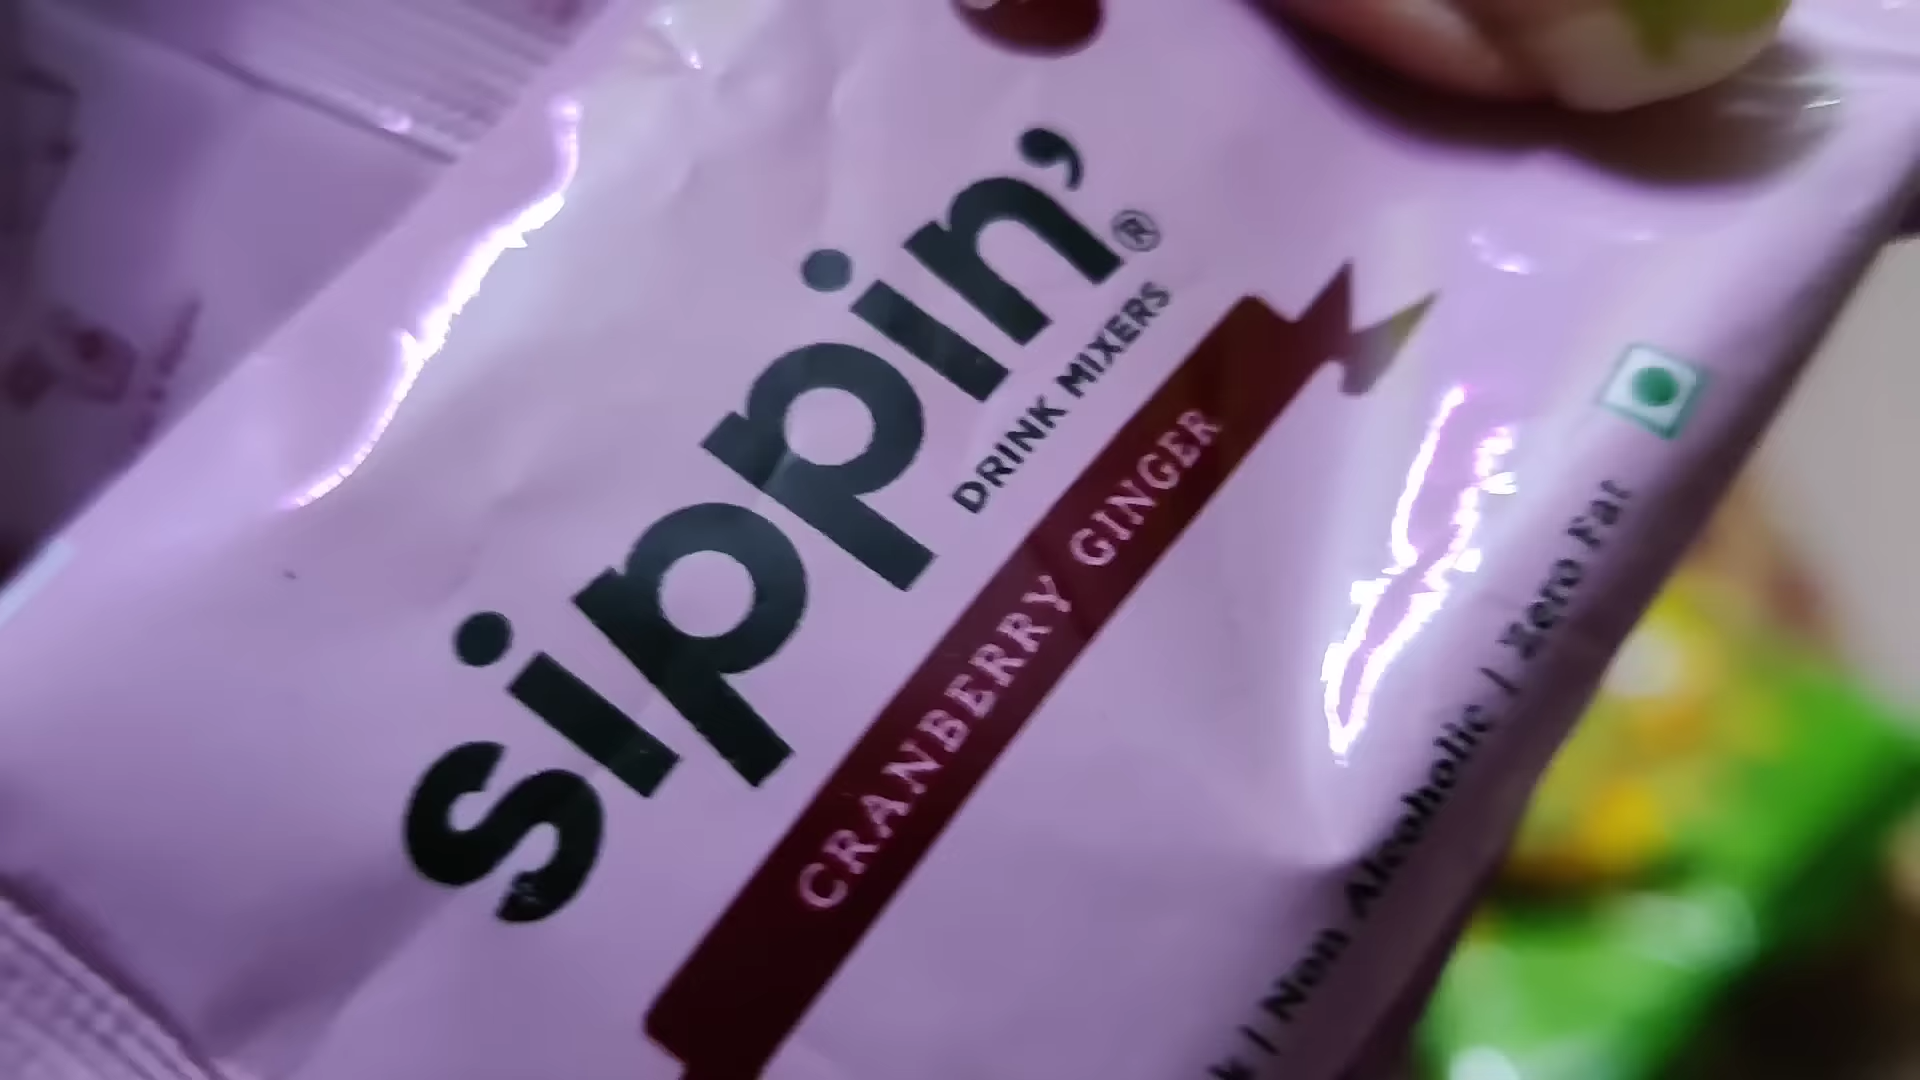 sippin’®
DRINK MIXERS
CRANBERRY GINGER
| Non Alcoholic | Zero Fat